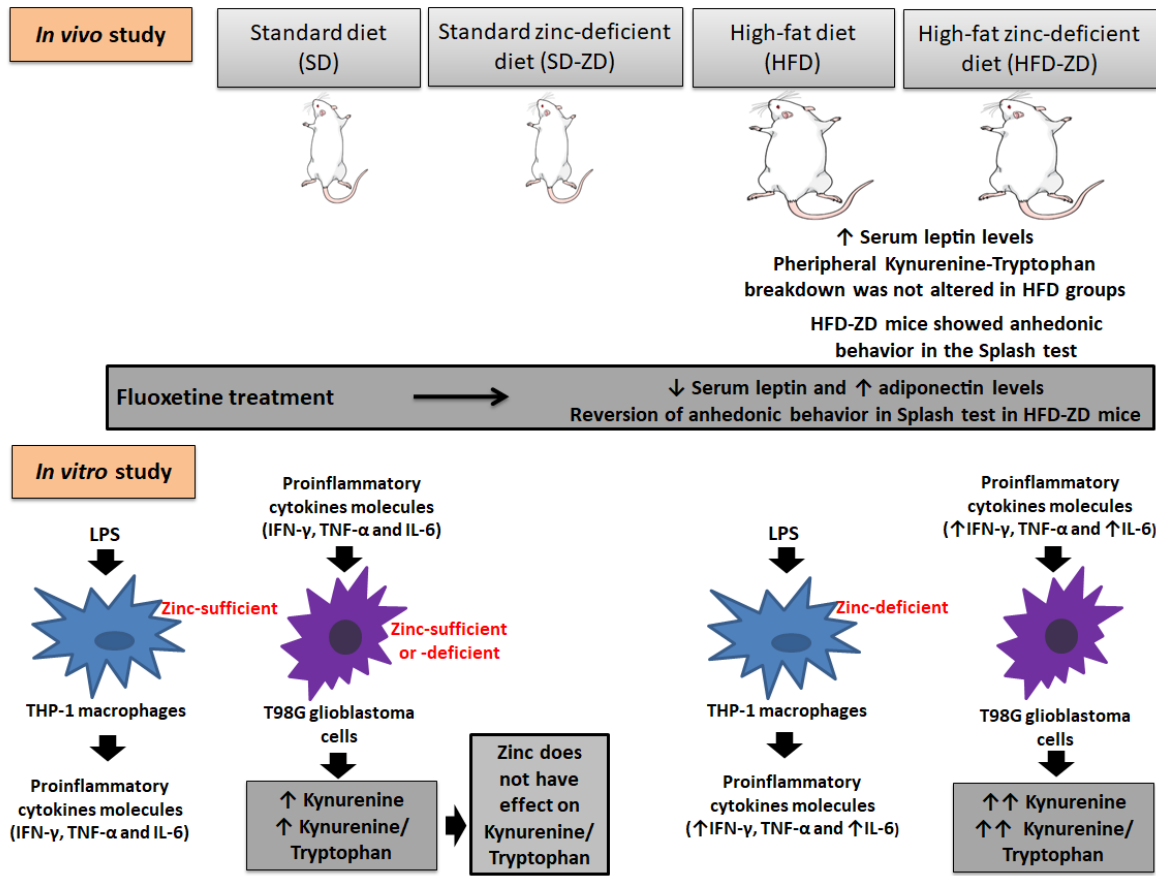 In vivo study
Standard diet
(SD)
Standard zinc-deficient
diet (SD-ZD)
High-fat diet
(HFD)
High-fat zinc-deficient
diet (HFD-ZD)
↑ Serum leptin levels
Pheripheral Kynurenine-Tryptophan
breakdown was not altered in HFD groups
HFD-ZD mice showed anhedonic
behavior in the Splash test
Fluoxetine treatment
↓ Serum leptin and ↑ adiponectin levels
Reversion of anhedonic behavior in Splash test in HFD-ZD mice
In vitro study
LPS
Zinc-sufficient
THP-1 macrophages
Proinflammatory
cytokines molecules
(IFN-γ, TNF-α and IL-6)
Proinflammatory
cytokines molecules
(IFN-γ, TNF-α and IL-6)
Zinc-sufficient
or -deficient
T98G glioblastoma
cells
↑ Kynurenine
↑ Kynurenine/
Tryptophan
Zinc does
not have
effect on
Kynurenine/
Tryptophan
LPS
Zinc-deficient
THP-1 macrophages
Proinflammatory
cytokines molecules
(↑IFN-γ, TNF-α and ↑IL-6)
Proinflammatory
cytokines molecules
(↑IFN-γ, TNF-α and ↑IL-6)
T98G glioblastoma
cells
↑↑ Kynurenine
↑↑ Kynurenine/
Tryptophan